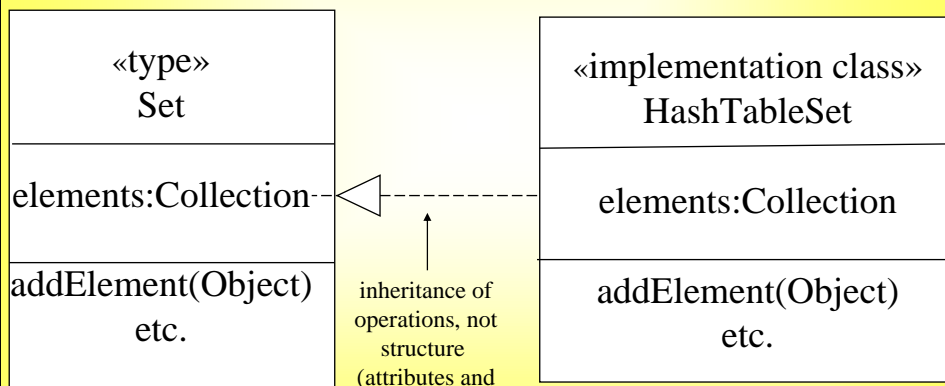 «type»
Set
elements:Collection
addElement(Object)
etc.
inheritance of
operations, not
structure
(attributes and
«implementation class»
HashTableSet
elements:Collection
addElement(Object)
etc.